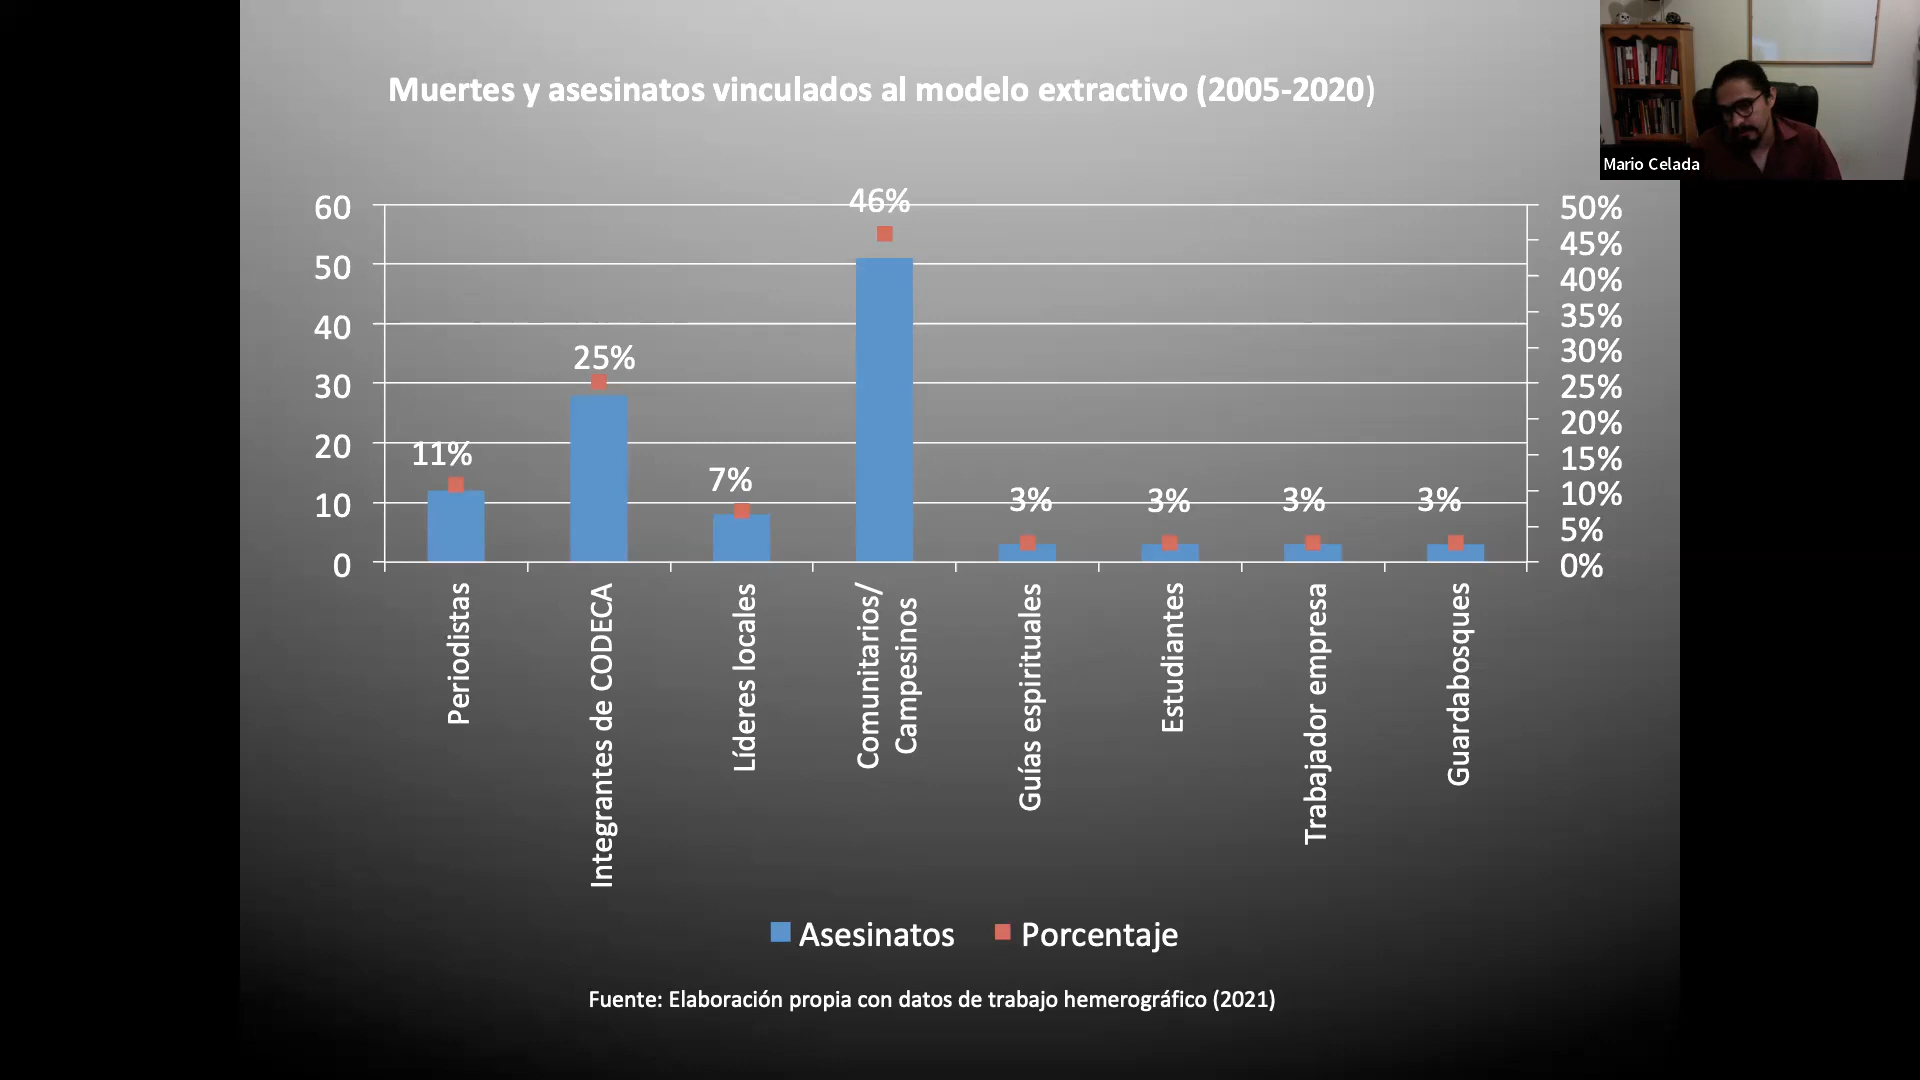 Muertes y asesinatos vinculados al modelo extractivo (2005-2020)
Mario Celada
60
50
40
30
20
10
0
11%
25%
7%
46%
3%
3%
3%
3%
50%
45%
40%
35%
30%
25%
20%
15%
10%
5%
0%
Periodistas
Integrantes de CODECA
Líderes locales
Comunitarios/
Campesinos
Guías espirituales
Estudiantes
Trabajador empresa
Guardabosques
Asesinatos
Porcentaje
Fuente: Elaboración propia con datos de trabajo hemerográfico (2021)